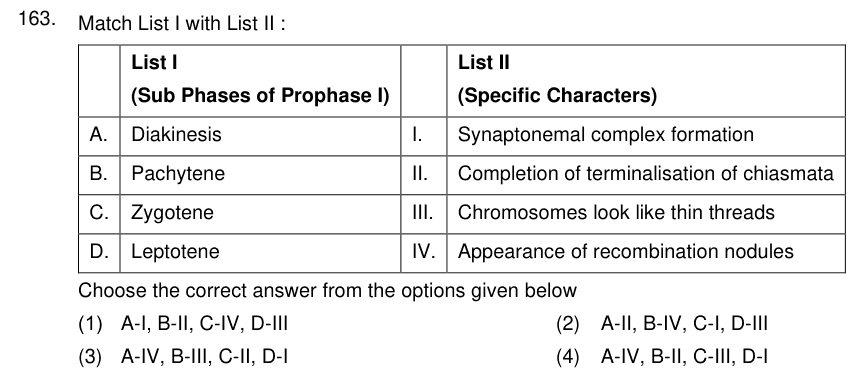 163. Match List I with List II :
List I List II
(Sub Phases of Prophase I) (Specific Characters)
A. Diakinesis I. Synaptonemal complex formation
B. Pachytene II. Completion of terminalisation of chiasmata
C. Zygotene III. Chromosomes look like thin threads
D. Leptotene IV. Appearance of recombination nodules
Choose the correct answer from the options given below
(1) A-I, B-II, C-IV, D-III (2) A-II, B-IV, C-I, D-III
(3) A-IV, B-III, C-II, D-I (4) A-IV, B-II, C-III, D-I